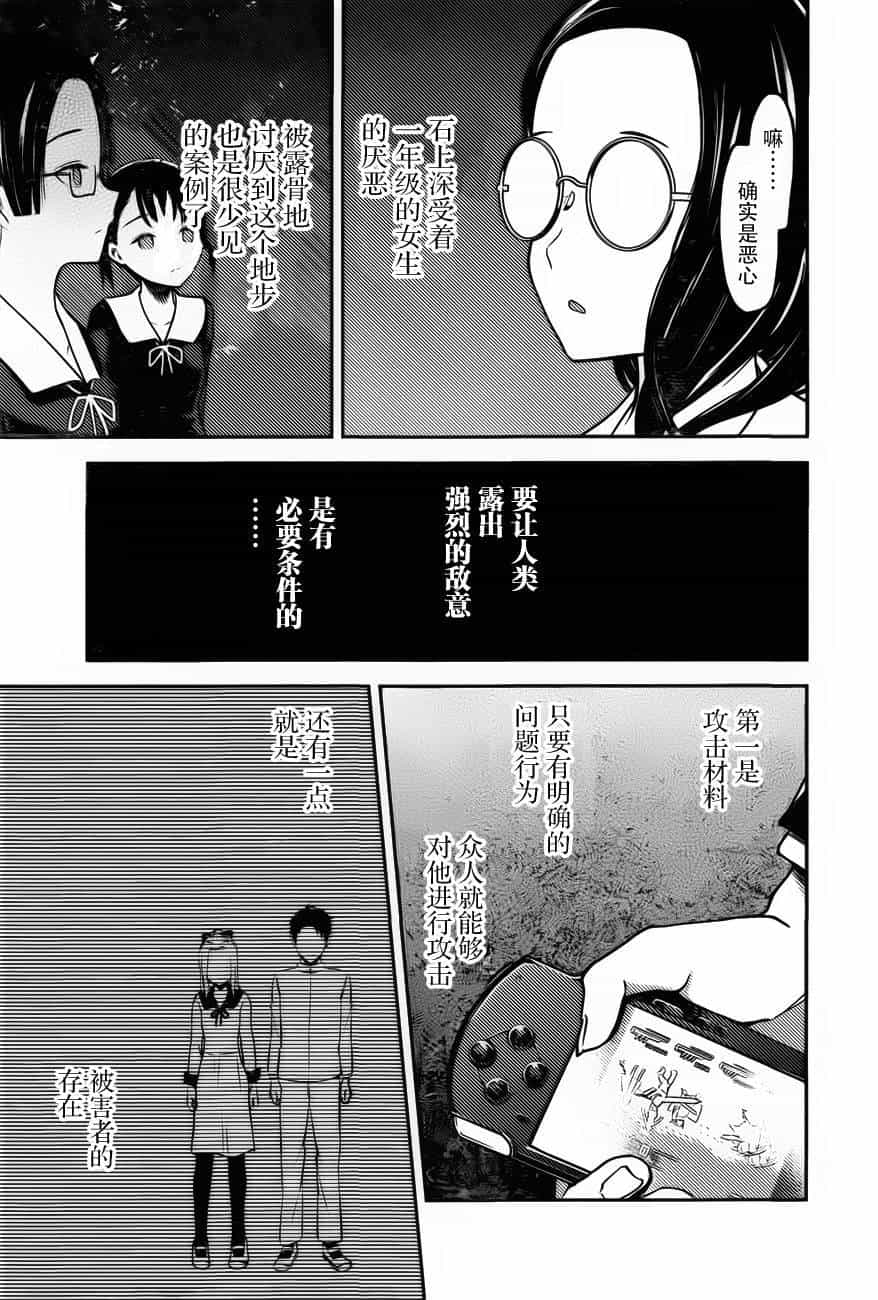 嘛
……
确实是恶心
石上深受着
一年级的女生
的厌恶
被露骨地
讨厌到这个地步
也是很少见
的案例了
要让人类
露出
强烈的敌意
是有
必要条件的
……
第一是
攻击材料
只要有明确的
问题行为
众人就能够
对他进行攻击
还有一点
就是
被害者的
存在